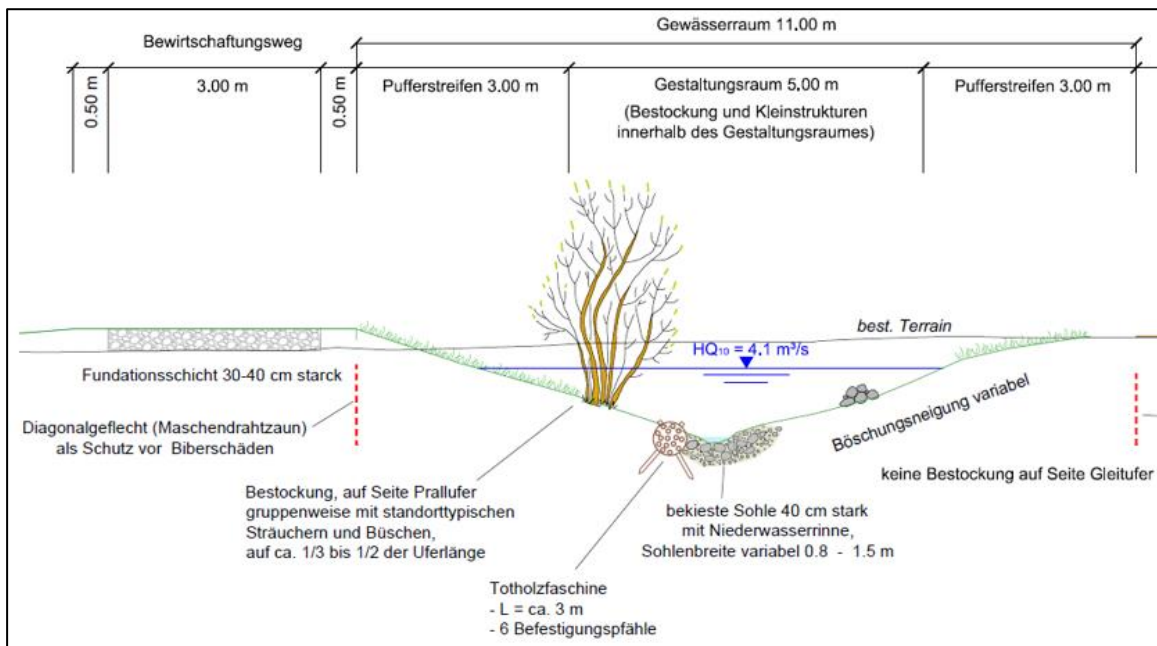 Gewässerraum 11.00 m
Bewirtschaftungsweg
0.50 m
3.00 m
0.50 m
Pufferstreifen 3.00 m
Gestaltungsraum 5.00 m
(Bestockung und Kleinstrukturen
innerhalb des Gestaltungsraumes)
Pufferstreifen 3.00 m
best. Terrain
HQ10 = 4.1 m³/s
Fundationsschicht 30-40 cm starck
Diagonalgeflecht (Maschendrahtzaun)
als Schutz vor Biberschäden
Böschungsneigung variabel
keine Bestockung auf Seite Gleitufer
Bestockung, auf Seite Prallufer
gruppenweise mit standorttypischen
Sträuchern und Büschen,
auf ca. 1/3 bis 1/2 der Uferlänge
bekieste Sohle 40 cm stark
mit Niederwasserrinne,
Sohlenbreite variabel 0.8 - 1.5 m
Totholzfaschine
- L = ca. 3 m
- 6 Befestigungspfähle